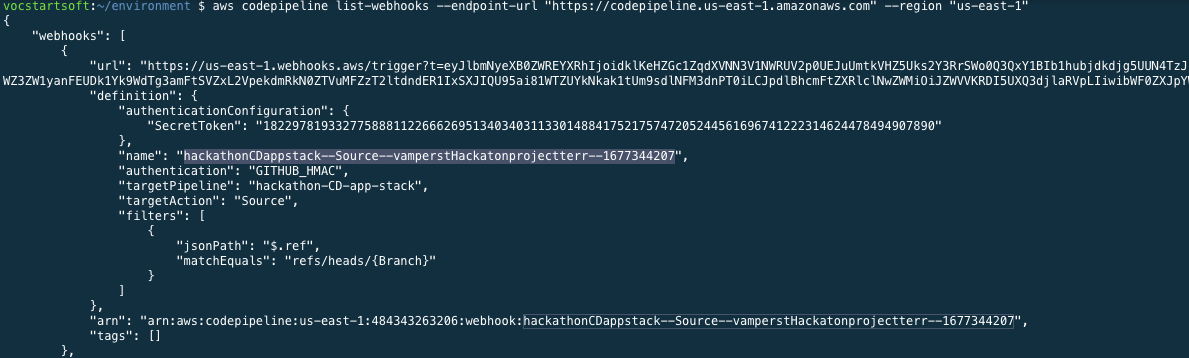 vocstartsoft:~/environment $ aws codepipeline list-webhooks --endpoint-url "https://codepipeline.us-east-1.amazonaws.com" --region "us-east-1"
{
"webhooks": [
{
"url": "https://us-east-1.webhooks.aws/trigger?t=
"definition": {
"authenticationConfiguration": {
"SecretToken":
},
"name": "hackathonCDappstack--Source--vamperstHackatonprojectterr--1677344207",
"authentication": "GITHUB_HMAC",
"targetPipeline": "hackathon-CD-app-stack",
"targetAction": "Source",
"filters": [
{
"jsonPath": "$.ref",
"matchEquals": "refs/heads/{Branch}"
}
]
},
"arn": "arn:aws:codepipeline:us-east-1:484343263206:webhook:hackathonCDappstack--Source--vamperstHackatonprojectterr--1677344207",
"tags": []
},